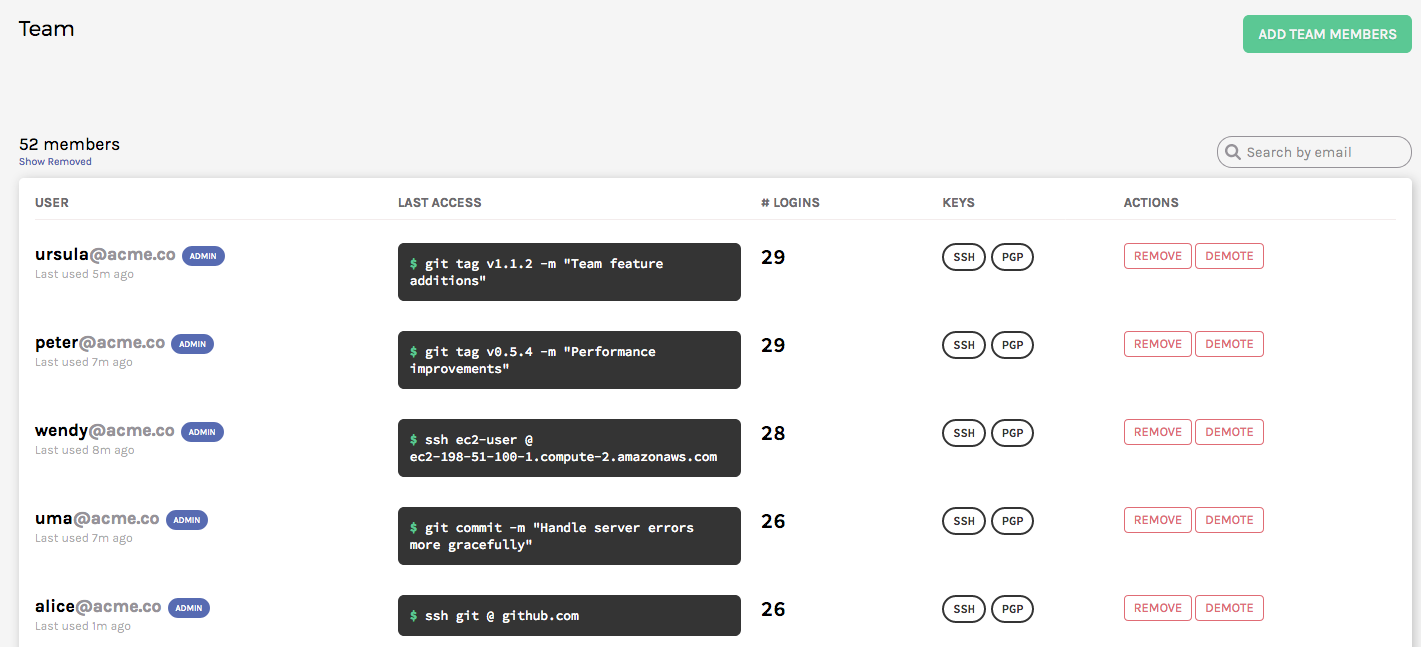 Team
ADD TEAM MEMBERS
52 members
Show Removed
Search by email
USER LAST ACCESS # LOGINS KEYS ACTIONS
ursula@acme.co ADMIN
Last used 5m ago
$ git tag v1.1.2 -m "Team feature
additions"
29
SSH PGP
REMOVE DEMOTE
peter@acme.co ADMIN
Last used 7m ago
$ git tag v0.5.4 -m "Performance
improvements"
29
SSH PGP
REMOVE DEMOTE
wendy@acme.co ADMIN
Last used 8m ago
$ ssh ec2-user @
ec2-198-51-100-1.compute-2.amazonaws.com
28
SSH PGP
REMOVE DEMOTE
uma@acme.co ADMIN
Last used 7m ago
$ git commit -m "Handle server errors
more gracefully"
26
SSH PGP
REMOVE DEMOTE
alice@acme.co ADMIN
Last used 1m ago
$ ssh git @ github.com
26
SSH PGP
REMOVE DEMOTE